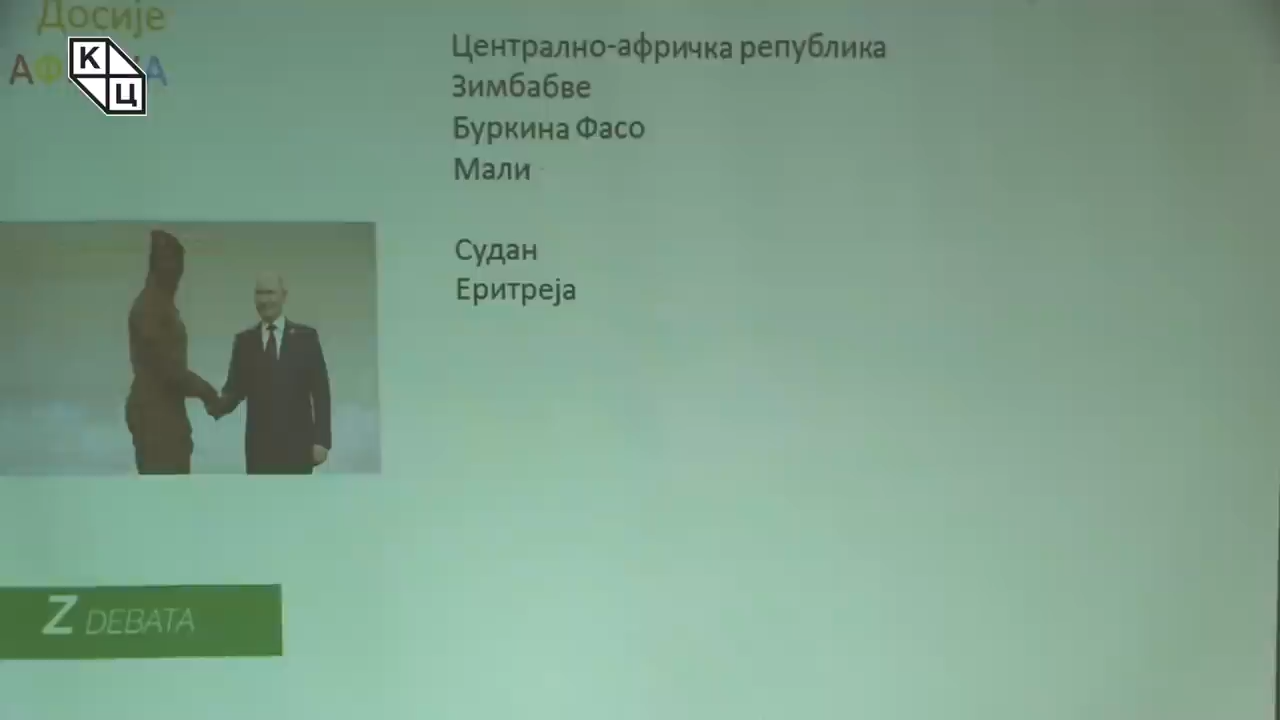 Досије
К
Ц
Централно-афричка република
Зимбабве
Буркина Фасо
Мали
Судан
Еритреја
Z DEBATA